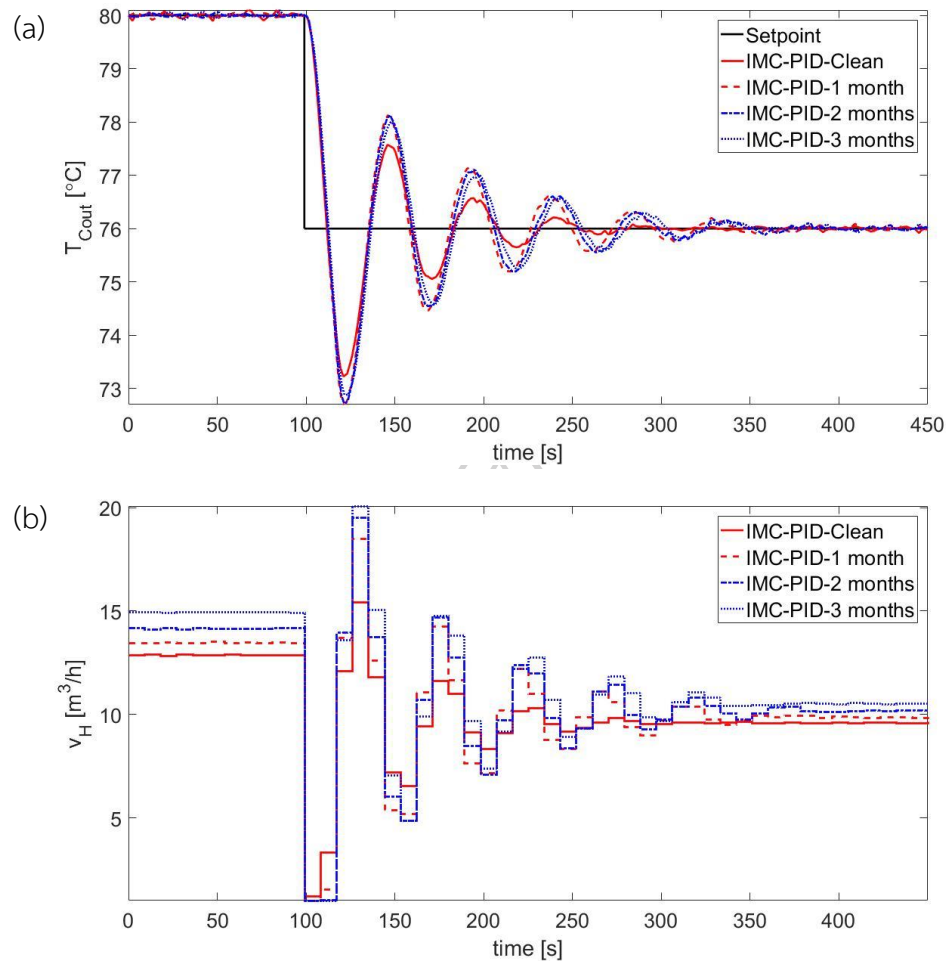 (a)
80
79
78
77
76
75
74
73
T_Cout [°C]
Setpoint
IMC-PID-Clean
IMC-PID-1 month
IMC-PID-2 months
IMC-PID-3 months
0 50 100 150 200 250 300 350 400 450
time [s]
(b)
20
15
10
5
v_H [m^3/h]
IMC-PID-Clean
IMC-PID-1 month
IMC-PID-2 months
IMC-PID-3 months
0 50 100 150 200 250 300 350 400 450
time [s]